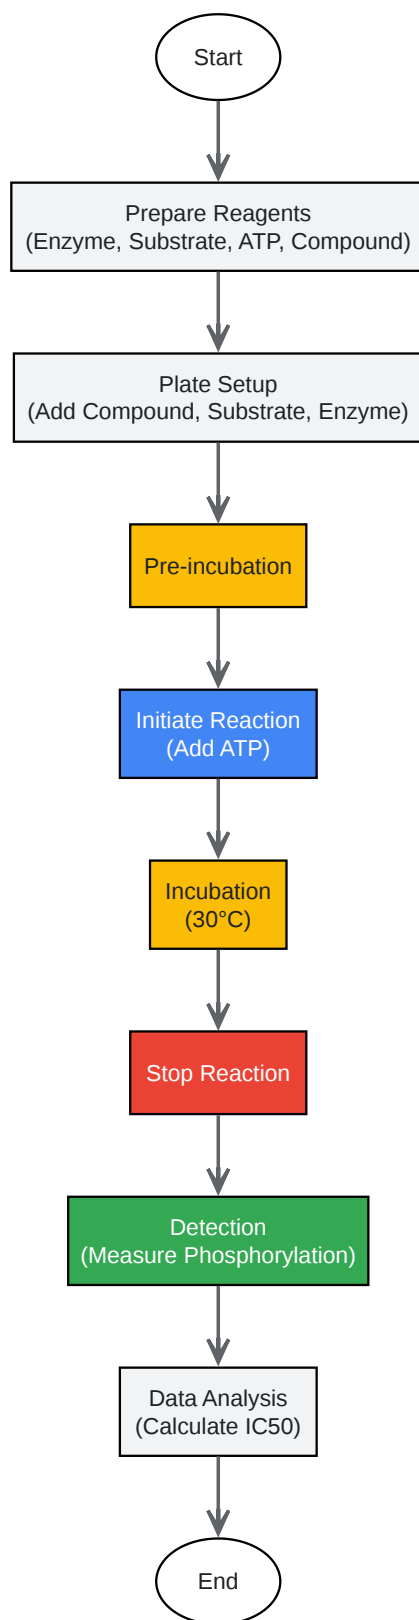 Start
Prepare Reagents
(Enzyme, Substrate, ATP, Compound)
Plate Setup
(Add Compound, Substrate, Enzyme)
Pre-incubation
Initiate Reaction
(Add ATP)
Incubation
(30°C)
Stop Reaction
Detection
(Measure Phosphorylation)
Data Analysis
(Calculate IC50)
End